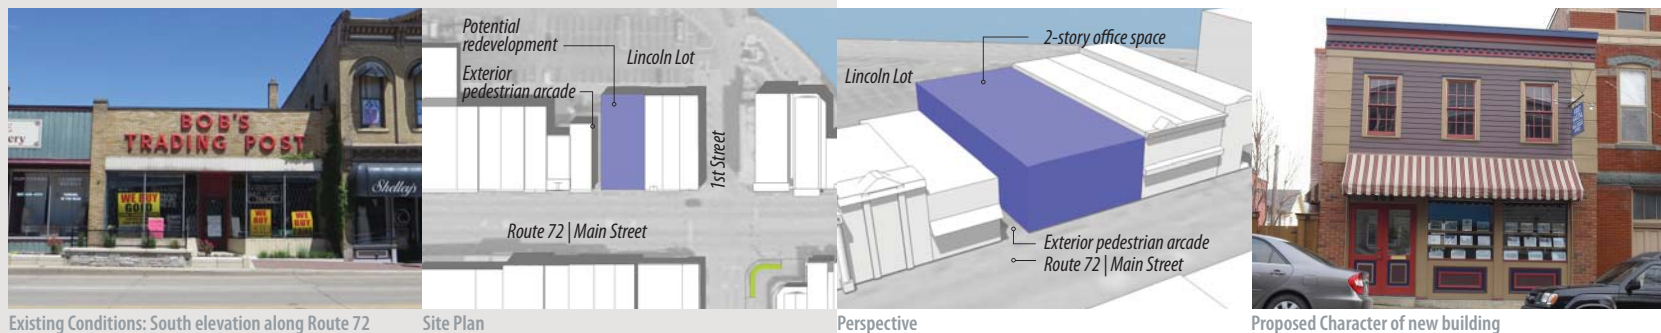 ery
BOB'S
TRADING POST
WE BUY
GOLD
WE
BUY
WE
BUY
Shelley's
Existing Conditions: South elevation along Route 72
Potential
redevelopment
Lincoln Lot
Exterior
pedestrian arcade
1st Street
Route 72 | Main Street
Site Plan
2-story office space
Lincoln Lot
Exterior pedestrian arcade
Route 72 | Main Street
Perspective
Proposed Character of new building